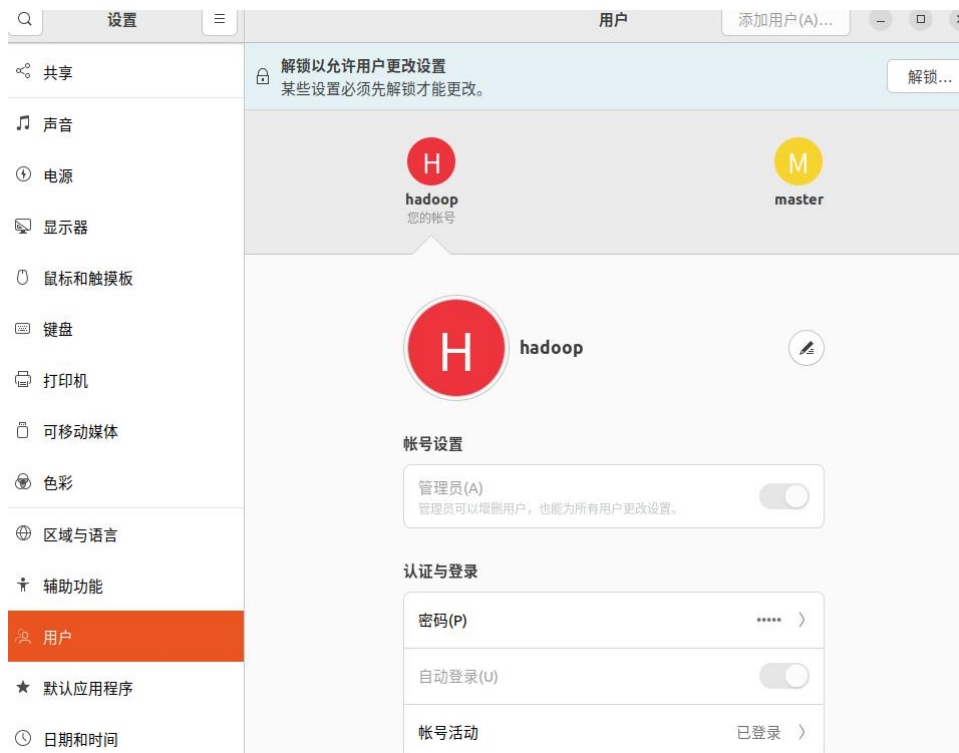 设置
用户
添加用户(A)...
共享
声音
电源
显示器
鼠标和触摸板
键盘
打印机
可移动媒体
色彩
区域与语言
辅助功能
用户
默认应用程序
日期和时间
解锁以允许用户更改设置
某些设置必须先解锁才能更改。
解锁...
H
hadoop
您的帐号
M
master
H
hadoop
帐号设置
管理员(A)
管理员可以增删用户，也能为所有用户更改设置。
认证与登录
密码(P)
•••••
自动登录(U)
帐号活动
已登录